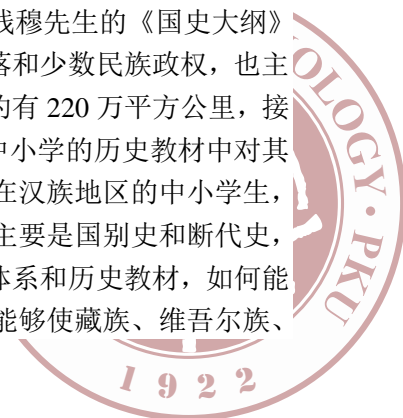 钱穆先生的《国史大纲》
落和少数民族政权，也主
约有 220 万平方公里，接
中小学的历史教材中对其
在汉族地区的中小学生，
主要是国别史和断代史，
体系和历史教材，如何能
能够使藏族、维吾尔族、
OLOGY · PKU
1922